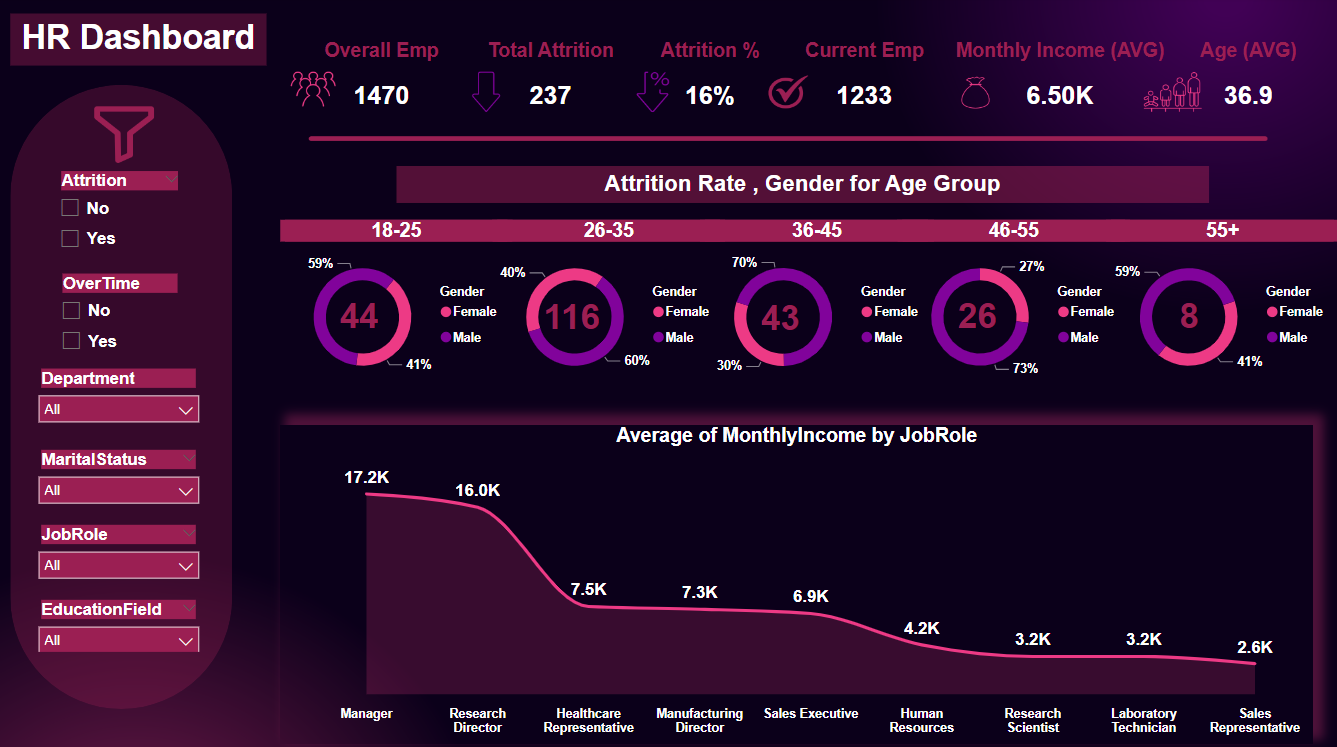 HR Dashboard
Overall Emp
Total Attrition
Attrition %
Current Emp
Monthly Income (AVG)
Age (AVG)
1470
237
%
16%
1233
6.50K
36.9
Attrition
No
Yes
OverTime
No
Yes
Department
All
MaritalStatus
All
JobRole
All
EducationField
All
Attrition Rate , Gender for Age Group
18-25
26-35
36-45
46-55
55+
59%
44
41%
Gender
Female
Male
40%
116
60%
Gender
Female
Male
70%
43
30%
Gender
Female
Male
27%
26
73%
Gender
Female
Male
59%
8
41%
Gender
Female
Male
Average of MonthlyIncome by JobRole
17.2K
16.0K
7.5K
7.3K
6.9K
4.2K
3.2K
3.2K
2.6K
Manager
Research
Director
Healthcare
Representative
Manufacturing
Director
Sales Executive
Human
Resources
Research
Scientist
Laboratory
Technician
Sales
Representative